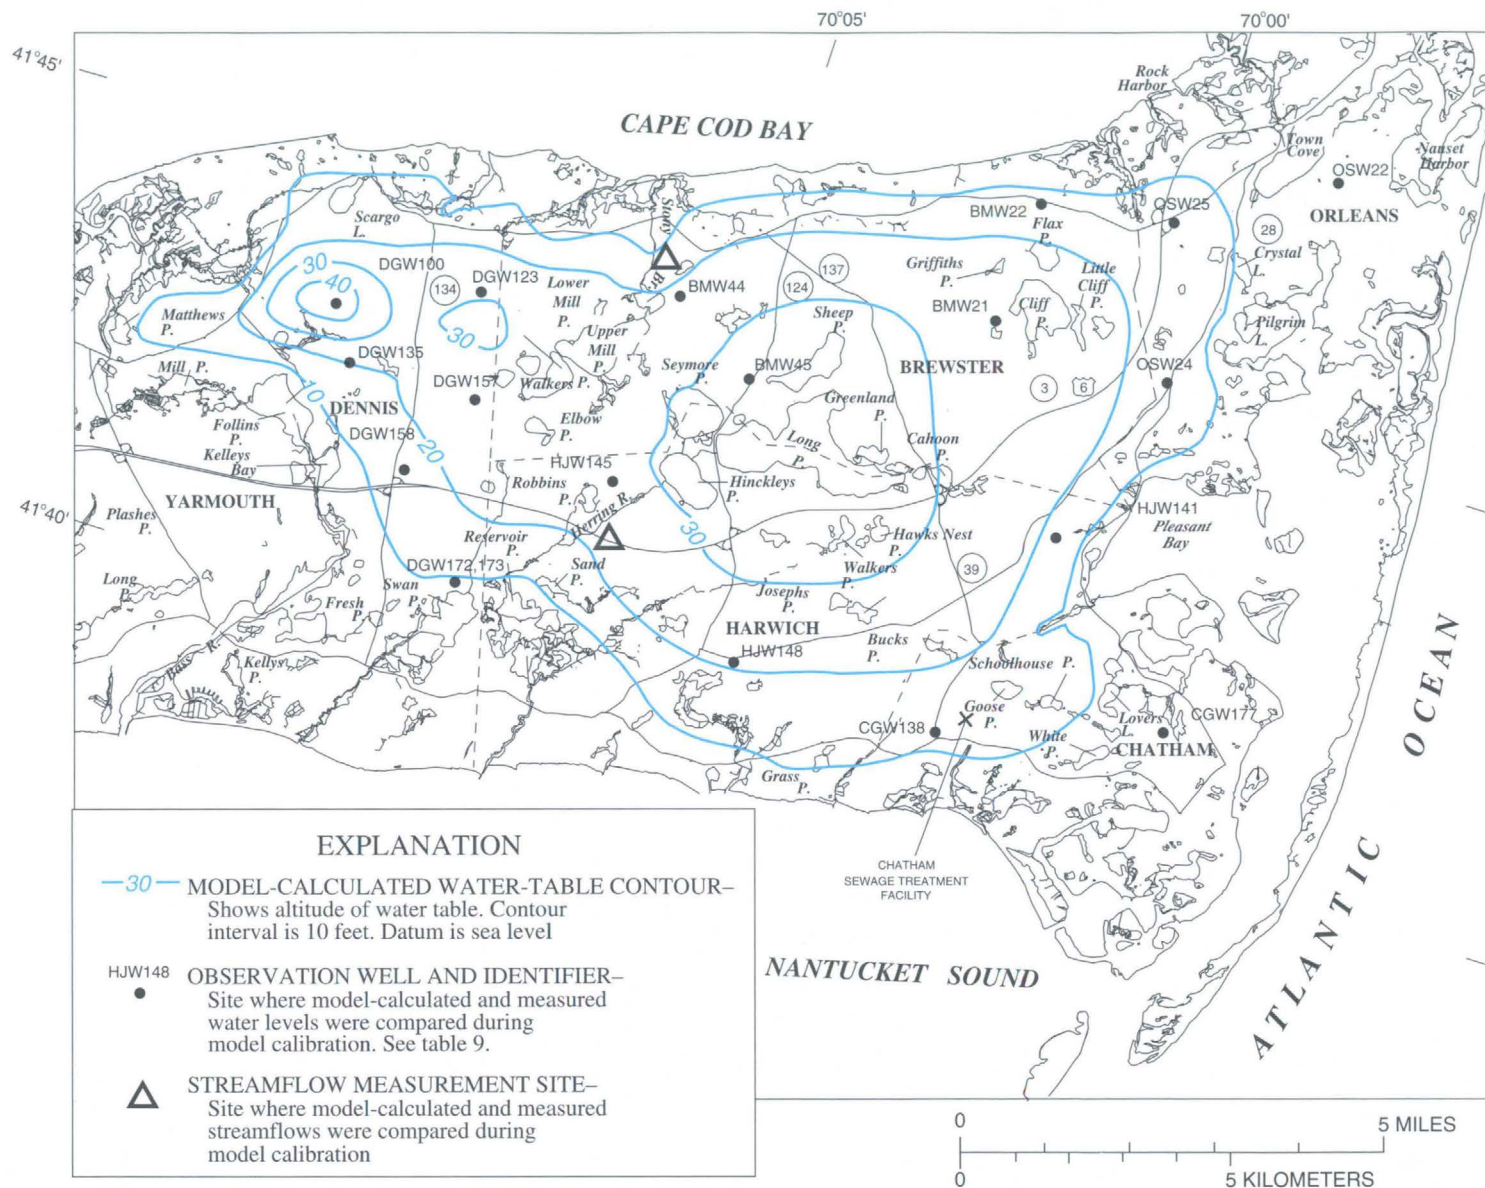 70°05'
70°00'
41°45'
Rock
Harbor
CAPE COD BAY
Town
Cove
Nauset
Harbor
OSW22
ORLEANS
Stony
Br.
R.
BMW22
Flax
P.
OSW25
28
Crystal
L.
Scargo
L.
30
40
DGW100
134
DGW123
Lower
Mill
P.
BMW44
137
124
Griffiths
P.
Little
Cliff
P.
Cliff
P.
BMW21
Sheep
P.
Matthews
P.
30
Upper
Mill
P.
Pilgrim
L.
Mill P.
DGW135
DGW157
Walkers P.
Seymore
P.
BMW45
BREWSTER
3
6
OSW24
10
DENNIS
Follins
P.
Kelleys
Bay
DGW158
20
Elbow
P.
Greenland
P.
Long
P.
Cahoon
P.
YARMOUTH
HJW145
Robbins
P.
Hinckleys
P.
HJW141
Pleasant
Bay
41°40'
Plashes
P.
Herring R.
30
Reservoir
P.
Hawks Nest
P.
Walkers
P.
39
Long
P.
DGW172,173
Swan
P.
Sand
P.
Fresh
P.
Josephs
P.
HARWICH
HJW148
Bucks
P.
Schoolhouse P.
Bass R.
Kellys
P.
Goose
P.
CGW138
White
P.
Lovers
L.
CGW177
CHATHAM
Grass
P.
CHATHAM
SEWAGE TREATMENT
FACILITY
NANTUCKET SOUND
ATLANTIC OCEAN
EXPLANATION
30 MODEL-CALCULATED WATER-TABLE CONTOUR–
Shows altitude of water table. Contour
interval is 10 feet. Datum is sea level
HJW148 OBSERVATION WELL AND IDENTIFIER–
Site where model-calculated and measured
water levels were compared during
model calibration. See table 9.
STREAMFLOW MEASUREMENT SITE–
Site where model-calculated and measured
streamflows were compared during
model calibration
0 5 MILES
0 5 KILOMETERS